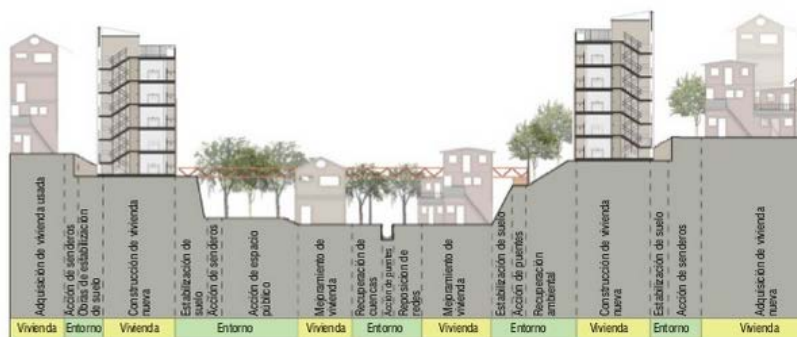 Adquisición de vivienda usada
Acción de senderos
Obras de estabilización
de suelo
Construcción de vivienda
nueva
Estabilización de
suelo
Acción de senderos
Acción de espacio
público
Mejoramiento de
vivienda
Recuperación de
cuencas
Acción de puentes
Reposición de
redes
Mejoramiento de
vivienda
Estabilización de suelo
Acción de puentes
Recuperación
ambiental
Construcción de vivienda
nueva
Estabilización de suelo
Acción de senderos
Adquisición de vivienda
nueva
Vivienda Entorno Vivienda Entorno Vivienda Entorno Vivienda Entorno Vivienda Entorno Vivienda